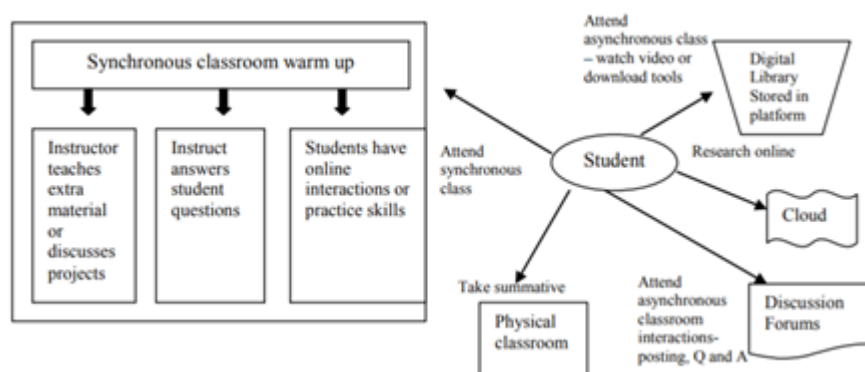 Synchronous classroom warm up
Instructor
teaches
extra
material
or
discusses
projects
Instruct
answers
student
questions
Students have
online
interactions or
practice skills
Attend
synchronous
class
Student
Attend
asynchronous class
– watch video or
download tools
Digital
Library
Stored in
platform
Research online
Cloud
Take summative
Physical
classroom
Attend
asynchronous
classroom
interactions-
posting, Q and A
Discussion
Forums